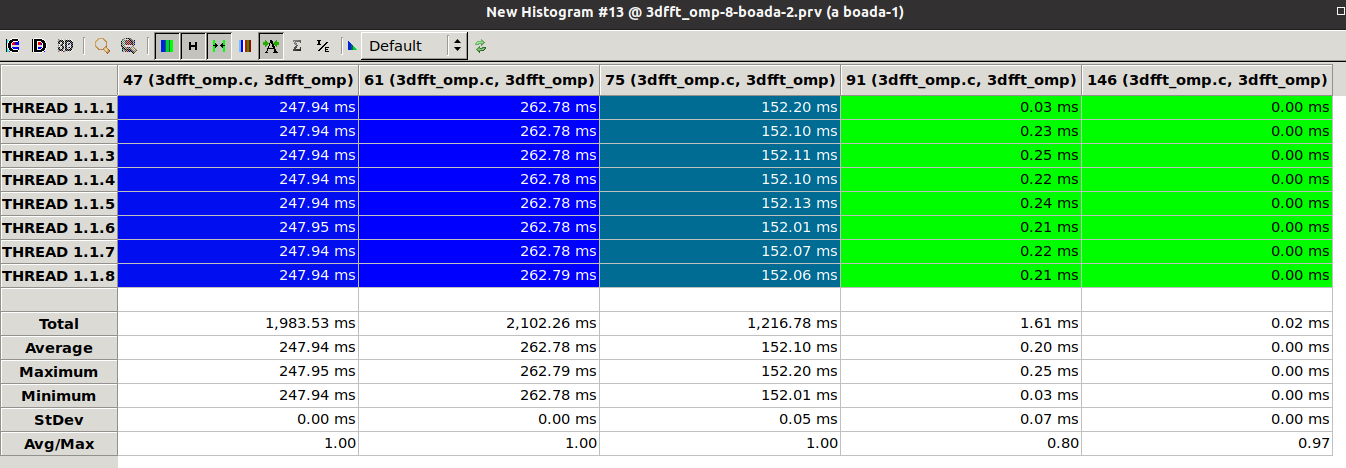 New Histogram #13 @ 3dfft_omp-8-boada-2.prv (a boada-1)
3D Σ I/E Default
47 (3dfft_omp.c, 3dfft_omp) 61 (3dfft_omp.c, 3dfft_omp) 75 (3dfft_omp.c, 3dfft_omp) 91 (3dfft_omp.c, 3dfft_omp) 146 (3dfft_omp.c, 3dfft_omp)
THREAD 1.1.1 247.94 ms 262.78 ms 152.20 ms 0.03 ms 0.00 ms
THREAD 1.1.2 247.94 ms 262.78 ms 152.10 ms 0.23 ms 0.00 ms
THREAD 1.1.3 247.94 ms 262.78 ms 152.11 ms 0.25 ms 0.00 ms
THREAD 1.1.4 247.94 ms 262.78 ms 152.10 ms 0.22 ms 0.00 ms
THREAD 1.1.5 247.94 ms 262.78 ms 152.13 ms 0.24 ms 0.00 ms
THREAD 1.1.6 247.95 ms 262.78 ms 152.01 ms 0.21 ms 0.00 ms
THREAD 1.1.7 247.94 ms 262.78 ms 152.07 ms 0.22 ms 0.00 ms
THREAD 1.1.8 247.94 ms 262.79 ms 152.06 ms 0.21 ms 0.00 ms
Total 1,983.53 ms 2,102.26 ms 1,216.78 ms 1.61 ms 0.02 ms
Average 247.94 ms 262.78 ms 152.10 ms 0.20 ms 0.00 ms
Maximum 247.95 ms 262.79 ms 152.20 ms 0.25 ms 0.00 ms
Minimum 247.94 ms 262.78 ms 152.01 ms 0.03 ms 0.00 ms
StDev 0.00 ms 0.00 ms 0.05 ms 0.07 ms 0.00 ms
Avg/Max 1.00 1.00 1.00 0.80 0.97